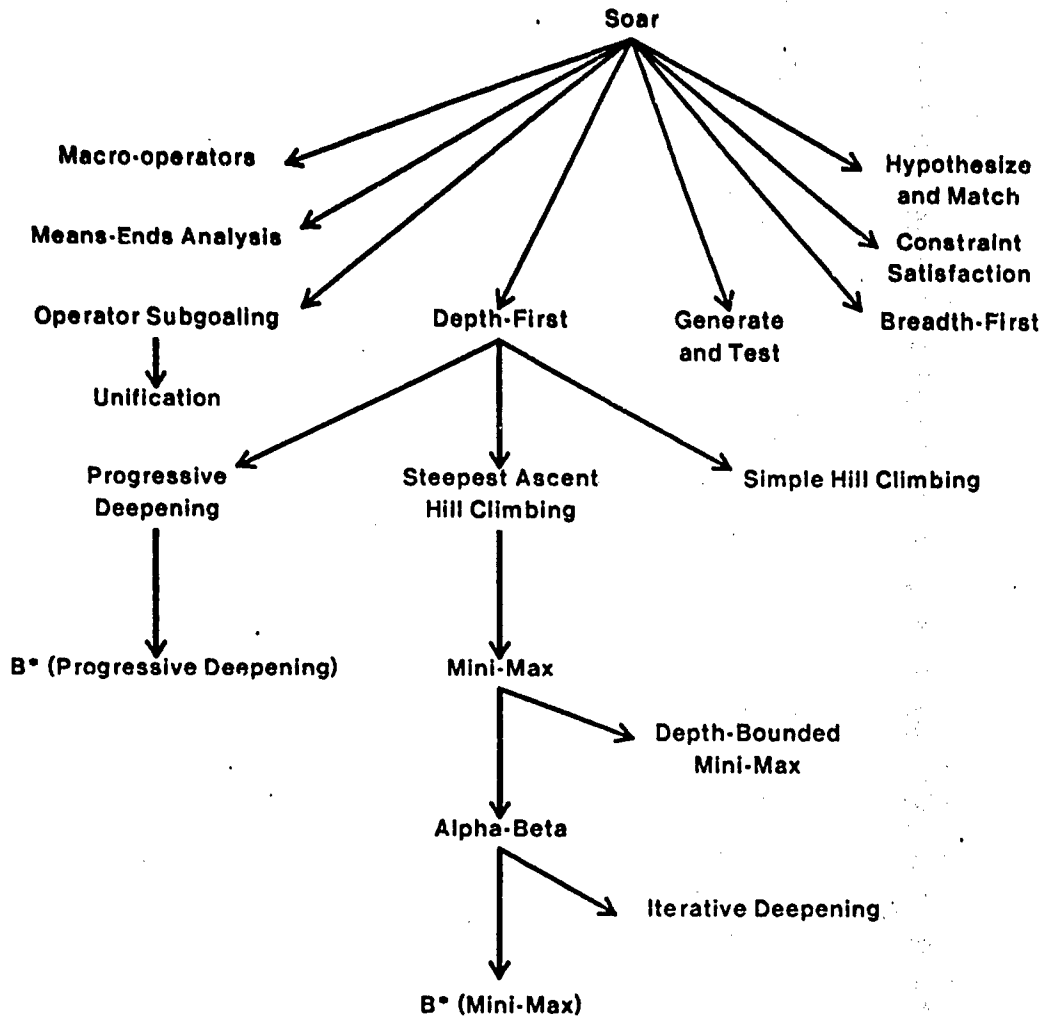 Soar
Macro-operators
Hypothesize
and Match
Means-Ends Analysis
Constraint
Satisfaction
Operator Subgoaling
Depth-First
Generate
and Test
Breadth-First
Unification
Progressive
Deepening
Steepest Ascent
Hill Climbing
Simple Hill Climbing
B* (Progressive Deepening)
Mini-Max
Depth-Bounded
Mini-Max
Alpha-Beta
Iterative Deepening
B* (Mini-Max)